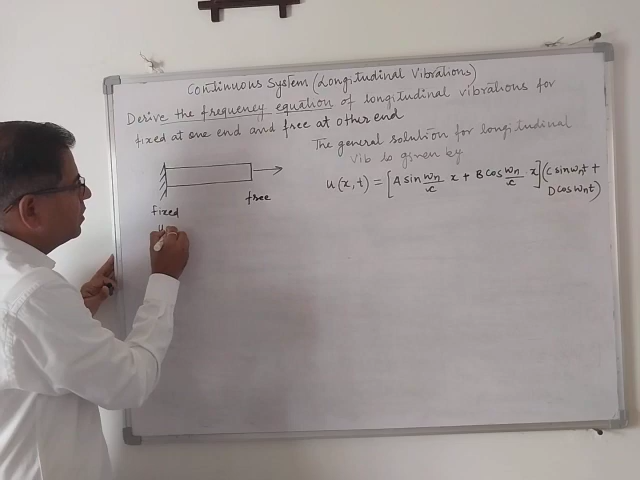 Continuous System (Longitudinal Vibrations)
Derive the frequency equation of longitudinal vibrations for
fixed at one end and free at other end
The general solution for longitudinal
vib is given by
u(x,t) = [A sin ωn/c x + B cos ωn/c x](C sin ωnt +
D cos ωnt)
free
fixed
u